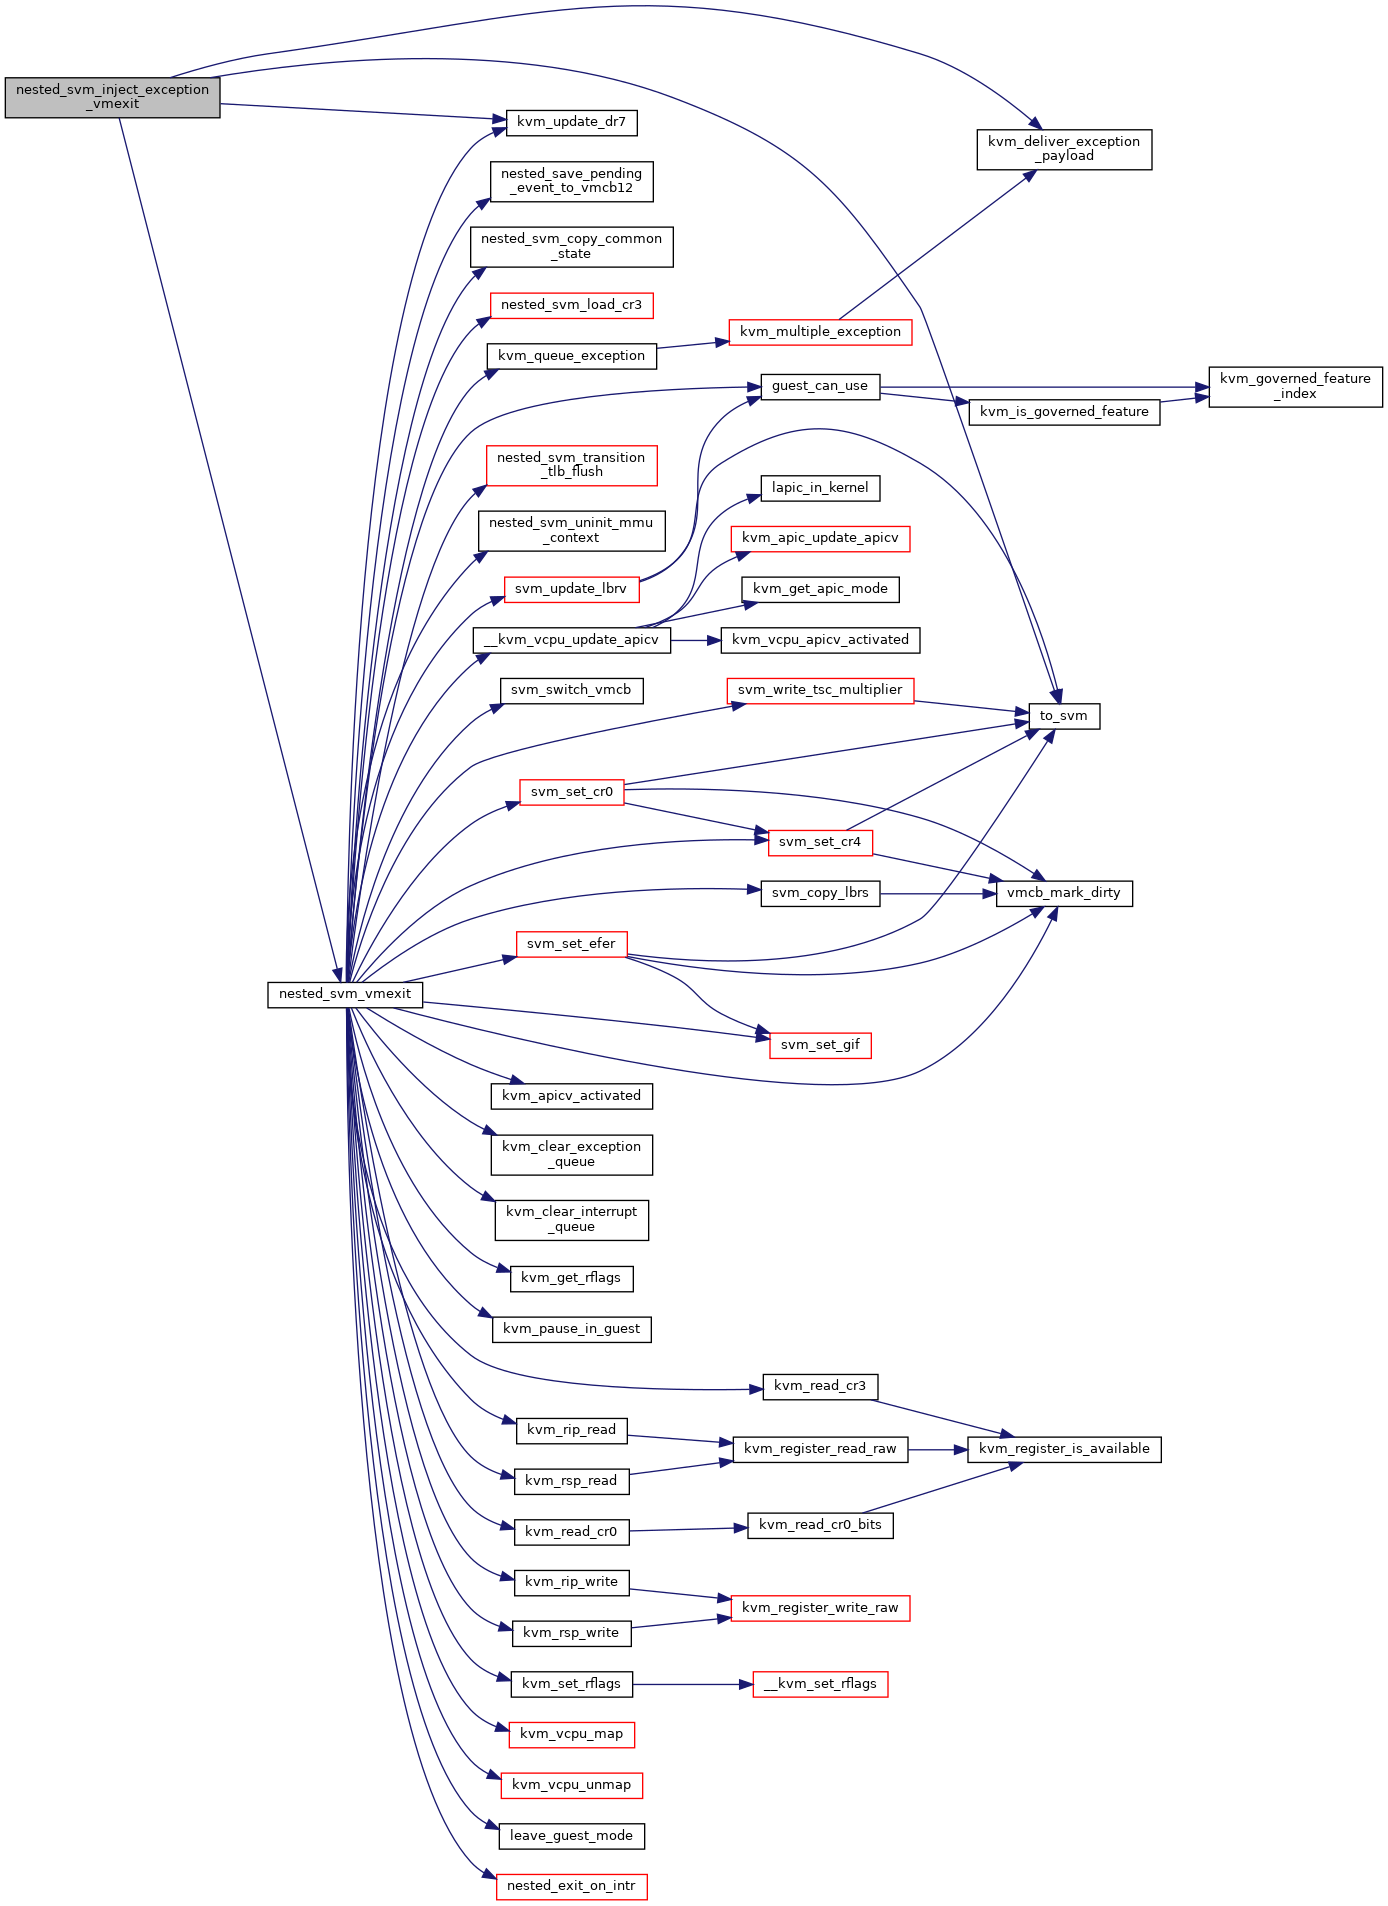 nested_svm_inject_exception
_vmexit
kvm_update_dr7
kvm_deliver_exception
_payload
nested_save_pending
_event_to_vmcb12
nested_svm_copy_common
_state
nested_svm_load_cr3
kvm_multiple_exception
kvm_queue_exception
guest_can_use
kvm_governed_feature
_index
kvm_is_governed_feature
nested_svm_transition
_tlb_flush
lapic_in_kernel
nested_svm_uninit_mmu
_context
kvm_apic_update_apicv
svm_update_lbrv
kvm_get_apic_mode
__kvm_vcpu_update_apicv
kvm_vcpu_apicv_activated
svm_switch_vmcb
svm_write_tsc_multiplier
to_svm
svm_set_cr0
svm_set_cr4
svm_copy_lbrs
vmcb_mark_dirty
svm_set_efer
nested_svm_vmexit
svm_set_gif
kvm_apicv_activated
kvm_clear_exception
_queue
kvm_clear_interrupt
_queue
kvm_get_rflags
kvm_pause_in_guest
kvm_read_cr3
kvm_rip_read
kvm_register_read_raw
kvm_register_is_available
kvm_rsp_read
kvm_read_cr0
kvm_read_cr0_bits
kvm_rip_write
kvm_register_write_raw
kvm_rsp_write
kvm_set_rflags
__kvm_set_rflags
kvm_vcpu_map
kvm_vcpu_unmap
leave_guest_mode
nested_exit_on_intr